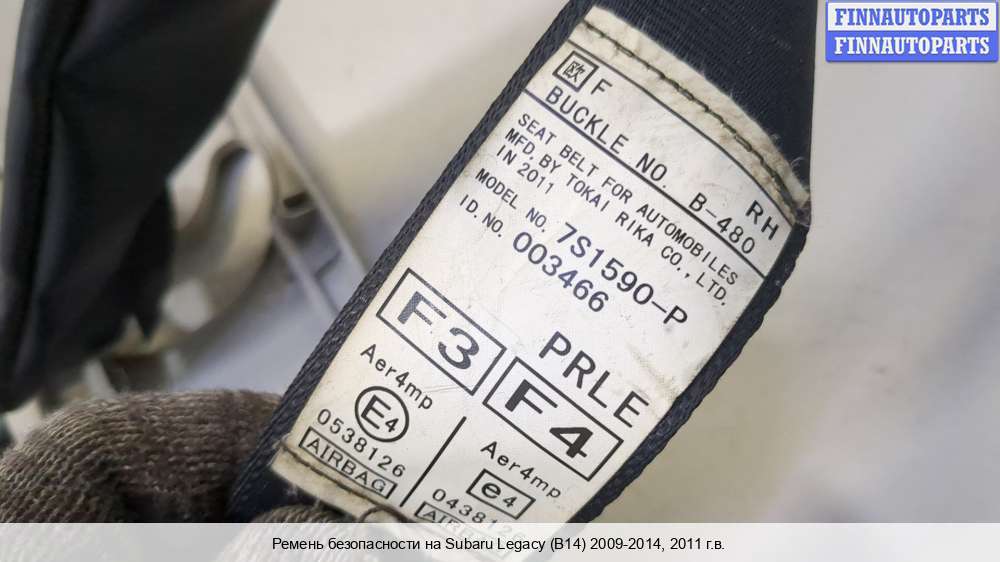 FINNAUTOPARTS
FINNAUTOPARTS
欧 F RH
BUCKLE NO. B-480
SEAT BELT FOR AUTOMOBILES
MFD. BY TOKAI RIKA CO., LTD.
IN 2011
MODEL NO. 7S1590-P
ID. NO. 003466
PRLE
F3 F4
Aer4mp
E4
0538126
AIRBAG
Aer4mp
e4
0438126
Ремень безопасности на Subaru Legacy (B14) 2009-2014, 2011 г.в.